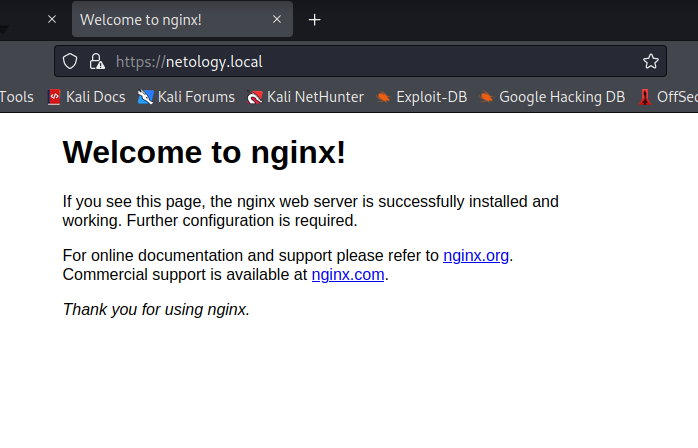 Welcome to nginx!
https://netology.local
Tools Kali Docs Kali Forums Kali NetHunter Exploit-DB Google Hacking DB OffSec
Welcome to nginx!
If you see this page, the nginx web server is successfully installed and
working. Further configuration is required.
For online documentation and support please refer to nginx.org.
Commercial support is available at nginx.com.
Thank you for using nginx.